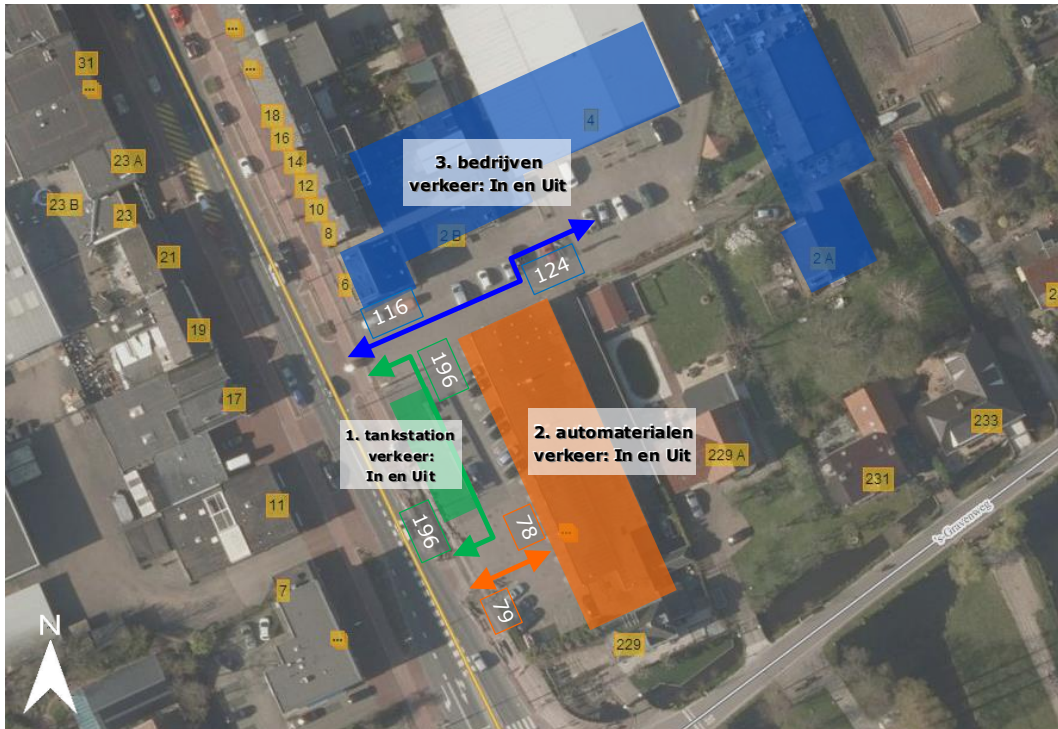 31
18
16
14
12
10
8
6
4
23 A
23 B
23
21
19
17
11
7
2 B
2 A
2
3. bedrijven
verkeer: In en Uit
124
116
196
1. tankstation
verkeer:
In en Uit
196
2. automaterialen
verkeer: In en Uit
78
79
229 A
231
233
229
's-Gravenweg
N